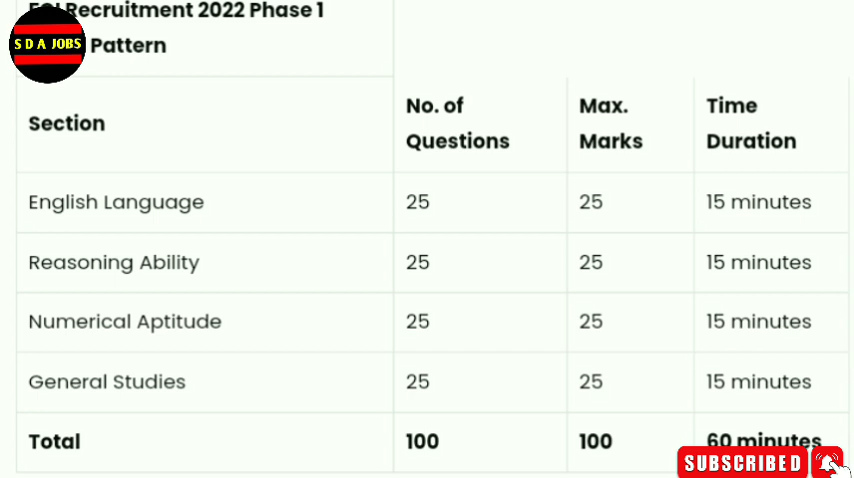 FCI Recruitment 2022 Phase 1
Pattern
S D A JOBS
Section
No. of Questions
Max. Marks
Time Duration
English Language 25 25 15 minutes
Reasoning Ability 25 25 15 minutes
Numerical Aptitude 25 25 15 minutes
General Studies 25 25 15 minutes
Total 100 100 60 minutes
SUBSCRIBED